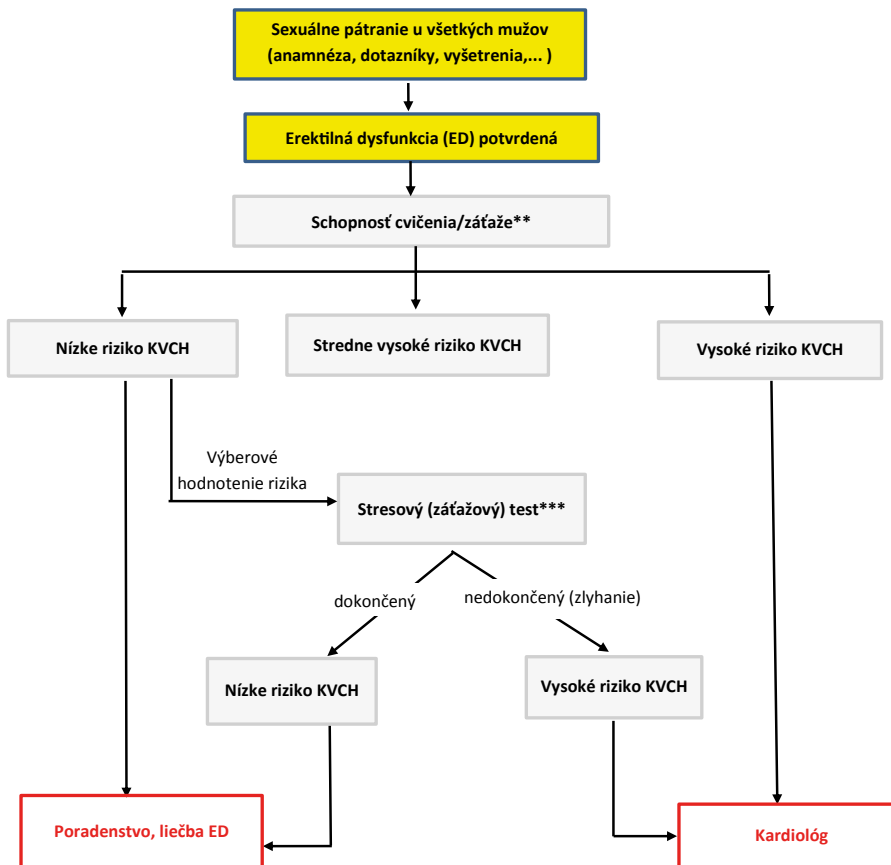 Sexuálne pátranie u všetkých mužov
(anamnéza, dotazníky, vyšetrenia,... )
Erektilná dysfunkcia (ED) potvrdená
Schopnosť cvičenia/záťaže**
Nízke riziko KVCH
Stredne vysoké riziko KVCH
Vysoké riziko KVCH
Výberové
hodnotenie rizika
Stresový (záťažový) test***
dokončený
nedokončený (zlyhanie)
Nízke riziko KVCH
Vysoké riziko KVCH
Poradenstvo, liečba ED
Kardiológ